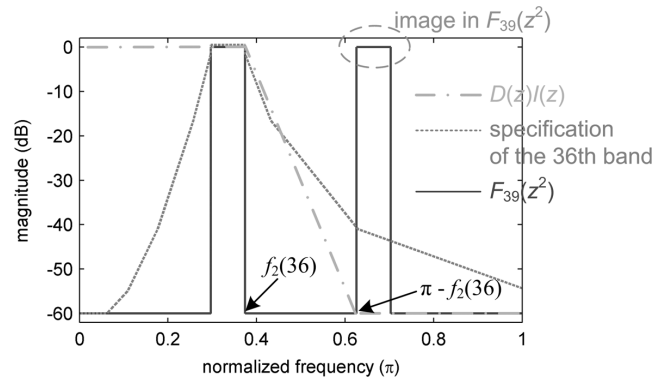 image in F39(z2)
0
-10
-20
-30
-40
-50
-60
magnitude (dB)
D(z)I(z)
specification
of the 36th band
F39(z2)
f2(36)
π - f2(36)
0
0.2
0.4
0.6
0.8
1
normalized frequency (π)